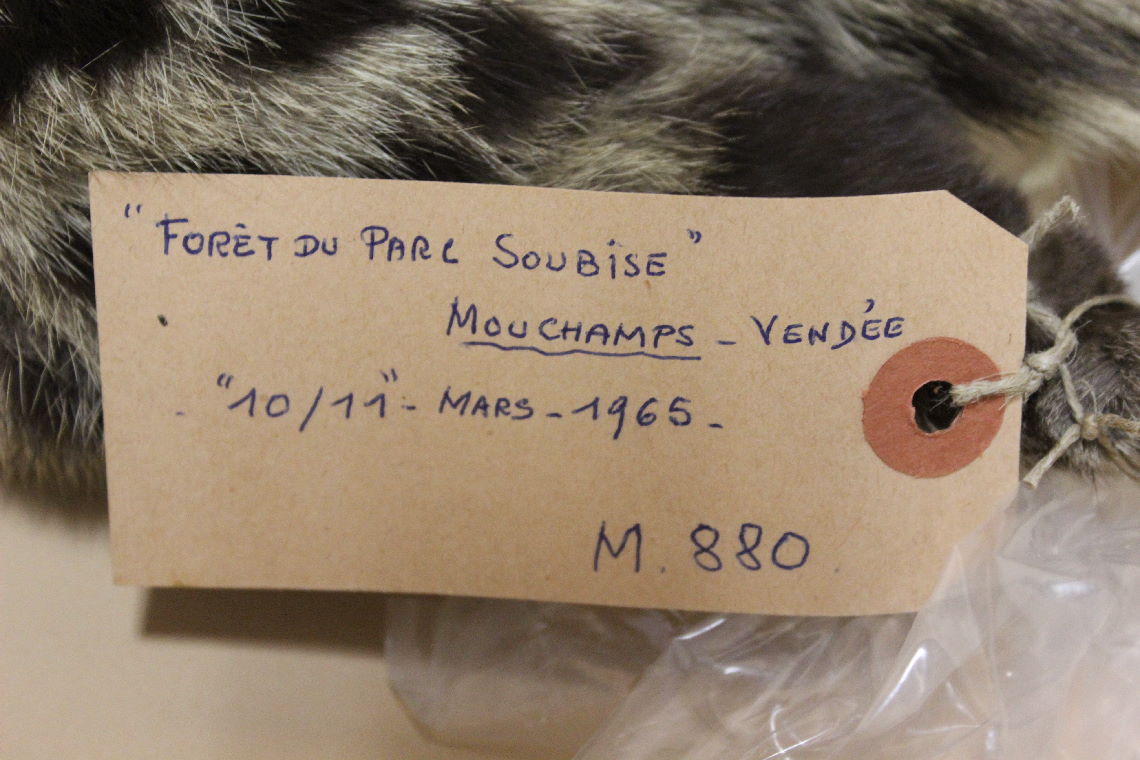 "FORÊT DU PARC SOUBISE"
MOUCHAMPS - VENDÉE
"10/11" - MARS - 1965 -
M. 880